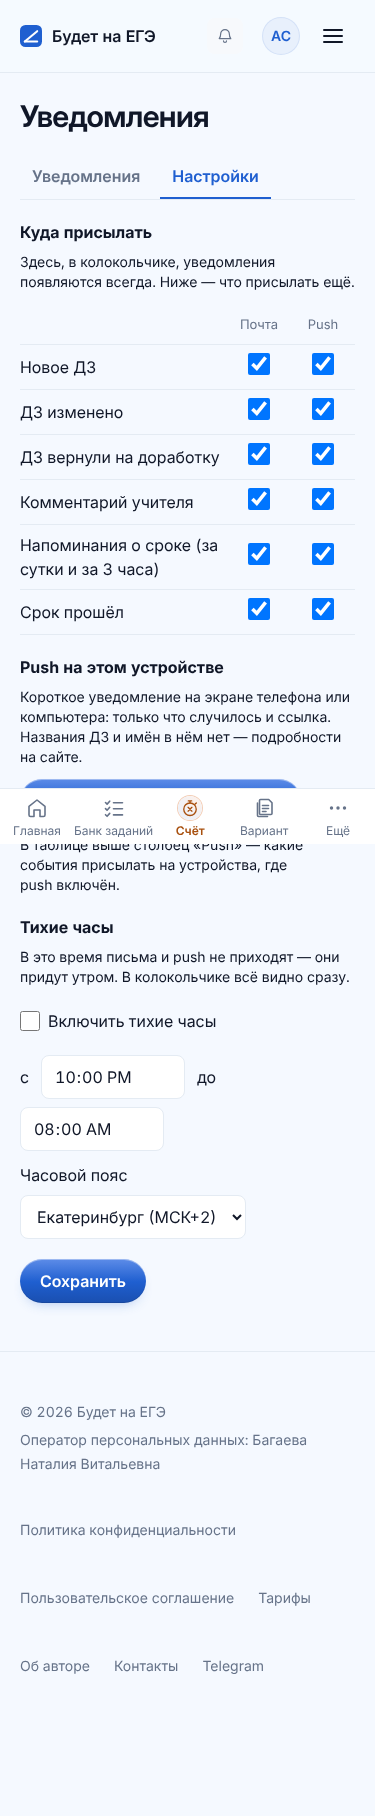 Будет на ЕГЭ
АС
Уведомления
Уведомления Настройки
Куда присылать
Здесь, в колокольчике, уведомления
появляются всегда. Ниже — что присылать ещё.
Почта Push
Новое ДЗ
ДЗ изменено
ДЗ вернули на доработку
Комментарий учителя
Напоминания о сроке (за
сутки и за 3 часа)
Срок прошёл
Push на этом устройстве
Короткое уведомление на экране телефона или
компьютера: только что случилось и ссылка.
Названия ДЗ и имён в нём нет — подробности
на сайте.
Главная Банк заданий Счёт Вариант Ещё
В таблице выше столбец «Push» — какие
события присылать на устройства, где
push включён.
Тихие часы
В это время письма и push не приходят — они
придут утром. В колокольчике всё видно сразу.
Включить тихие часы
с 10:00 PM до
08:00 AM
Часовой пояс
Екатеринбург (МСК+2)
Сохранить
© 2026 Будет на ЕГЭ
Оператор персональных данных: Багаева
Наталия Витальевна
Политика конфиденциальности
Пользовательское соглашение Тарифы
Об авторе Контакты Telegram